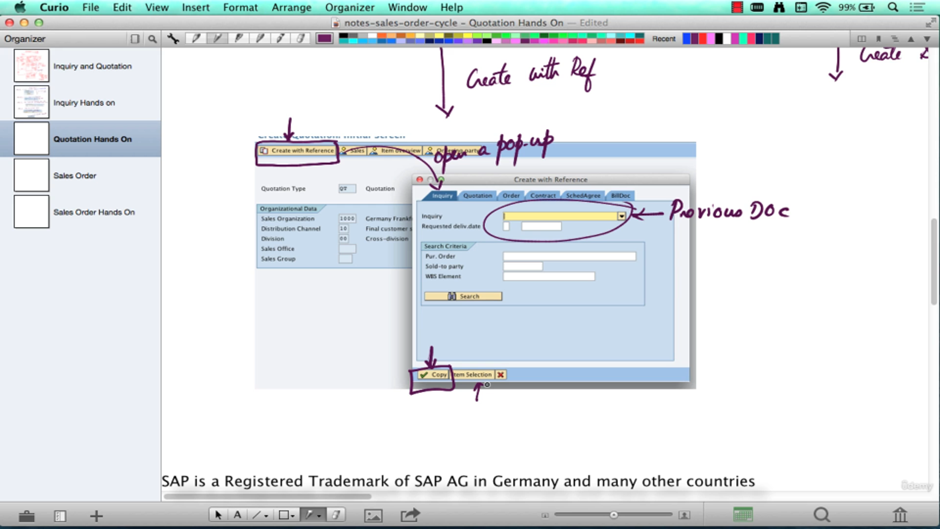 Curio File Edit View Insert Format Arrange Organizer Window Help 99%
notes-sales-order-cycle – Quotation Hands On — Edited
Organizer
Recent
Inquiry and Quotation
Inquiry Hands on
Quotation Hands On
Sales Order
Sales Order Hands On
Create with Ref
Create
Create Quotation: Initial Screen
Create with Reference Sales Item Overview
open a pop-up
Quotation Type QT Quotation
Organizational Data
Sales Organization 1000 Germany Frankf
Distribution Channel 10 Final customer
Division 00 Cross-division
Sales Office
Sales Group
Create with Reference
Inquiry Quotation Order Contract SchedAgree BillDoc
Inquiry
Requested deliv.date
Previous DOC
Search Criteria
Pur. Order
Sold-to party
WBS Element
Search
Copy Item Selection
SAP is a Registered Trademark of SAP AG in Germany and many other countries
Udemy